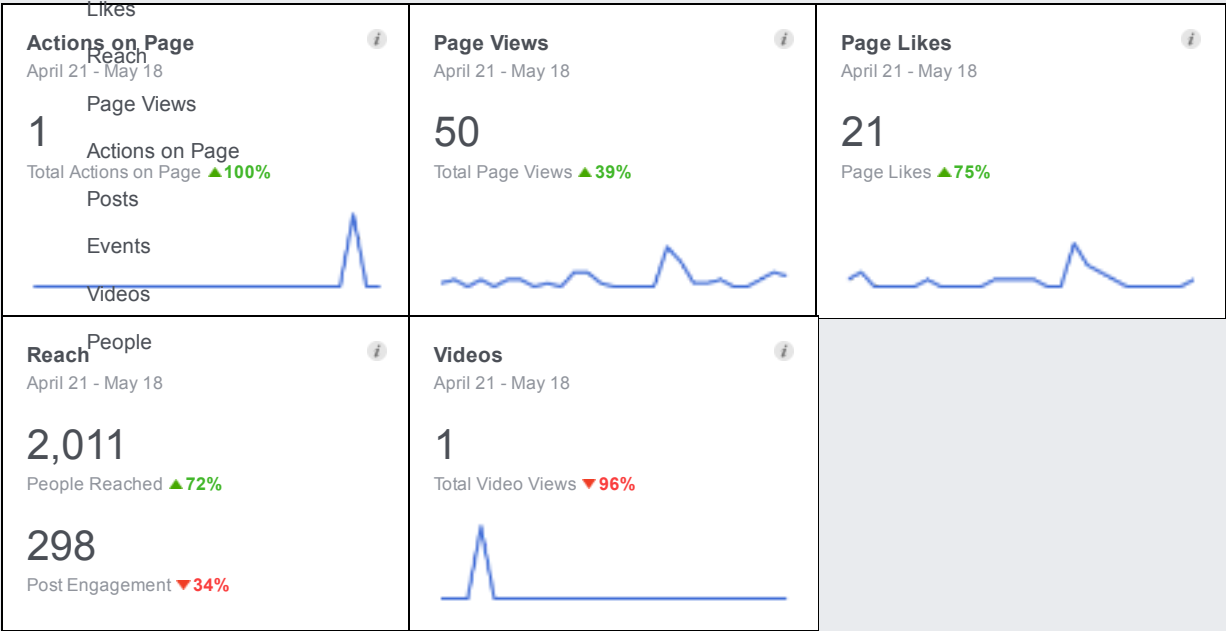 Likes
Actions on Page
Reach
April 21 - May 18
Page Views
1
Actions on Page
Total Actions on Page 100%
Posts
Events
Videos
People
Page Views
April 21 - May 18
50
Total Page Views 39%
Page Likes
April 21 - May 18
21
Page Likes 75%
Reach
April 21 - May 18
2,011
People Reached 72%
298
Post Engagement 34%
Videos
April 21 - May 18
1
Total Video Views 96%